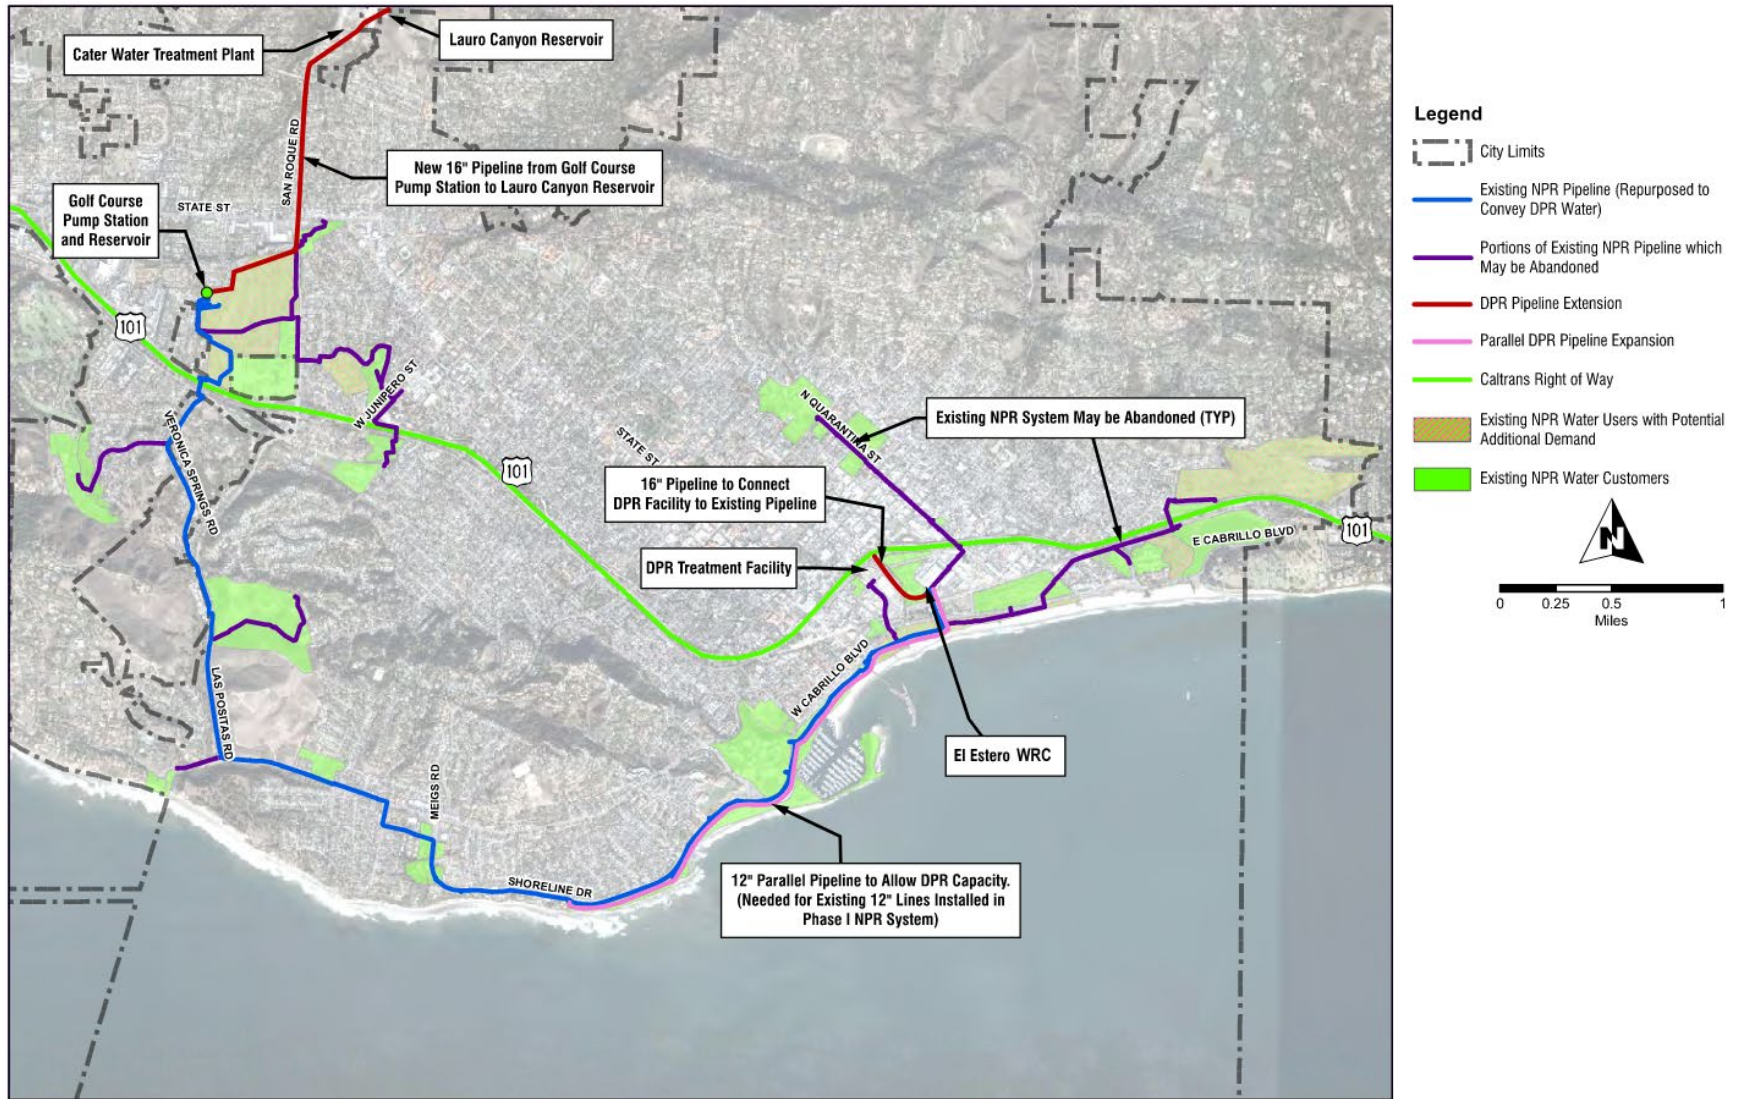 Cater Water Treatment Plant
Lauro Canyon Reservoir
SAN ROQUE RD
New 16" Pipeline from Golf Course
Pump Station to Lauro Canyon Reservoir
Golf Course
Pump Station
and Reservoir
STATE ST
101
W JUNIPERO ST
VERONICA SPRINGS RD
N QUARANTINA ST
Existing NPR System May be Abandoned (TYP)
STATE ST
101
16" Pipeline to Connect
DPR Facility to Existing Pipeline
DPR Treatment Facility
E CABRILLO BLVD
101
W CABRILLO BLVD
LAS POSITAS RD
El Estero WRC
MEIGS RD
SHORELINE DR
12" Parallel Pipeline to Allow DPR Capacity.
(Needed for Existing 12" Lines Installed in
Phase I NPR System)
Legend
City Limits
Existing NPR Pipeline (Repurposed to
Convey DPR Water)
Portions of Existing NPR Pipeline which
May be Abandoned
DPR Pipeline Extension
Parallel DPR Pipeline Expansion
Caltrans Right of Way
Existing NPR Water Users with Potential
Additional Demand
Existing NPR Water Customers
N
0 0.25 0.5 1
Miles